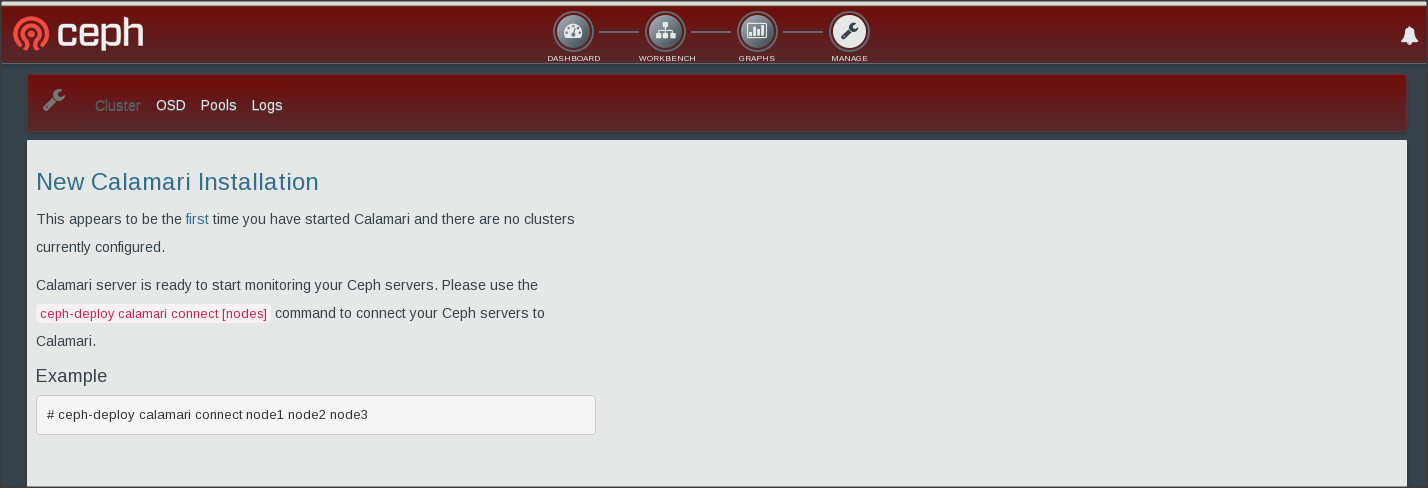 ceph
DASHBOARD
WORKBENCH
GRAPHS
MANAGE
Cluster OSD Pools Logs
New Calamari Installation
This appears to be the first time you have started Calamari and there are no clusters
currently configured.
Calamari server is ready to start monitoring your Ceph servers. Please use the
ceph-deploy calamari connect [nodes] command to connect your Ceph servers to
Calamari.
Example
# ceph-deploy calamari connect node1 node2 node3